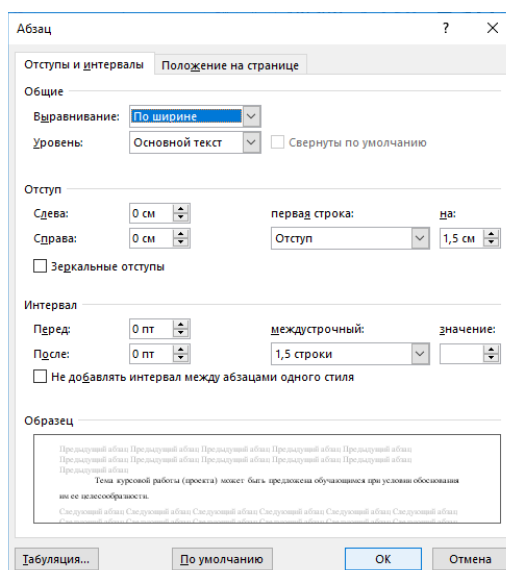 Абзац ? ×
Отступы и интервалы Положение на странице
Общие
Выравнивание: По ширине
Уровень: Основной текст Свернуты по умолчанию
Отступ
Слева: 0 см первая строка: на:
Справа: 0 см Отступ 1,5 см
Зеркальные отступы
Интервал
Перед: 0 пт междустрочный: значение:
После: 0 пт 1,5 строки
Не добавлять интервал между абзацами одного стиля
Образец
Предыдущий абзац Предыдущий абзац Предыдущий абзац Предыдущий абзац Предыдущий абзац
Предыдущий абзац Предыдущий абзац Предыдущий абзац Предыдущий абзац Предыдущий абзац
Предыдущий абзац
Тема курсовой работы (проекта) может быть предложена обучающимся при условии обоснования
им ее целесообразности.
Следующий абзац Следующий абзац Следующий абзац Следующий абзац Следующий абзац
Следующий абзац Следующий абзац Следующий абзац Следующий абзац Следующий абзац
Табуляция... По умолчанию ОК Отмена